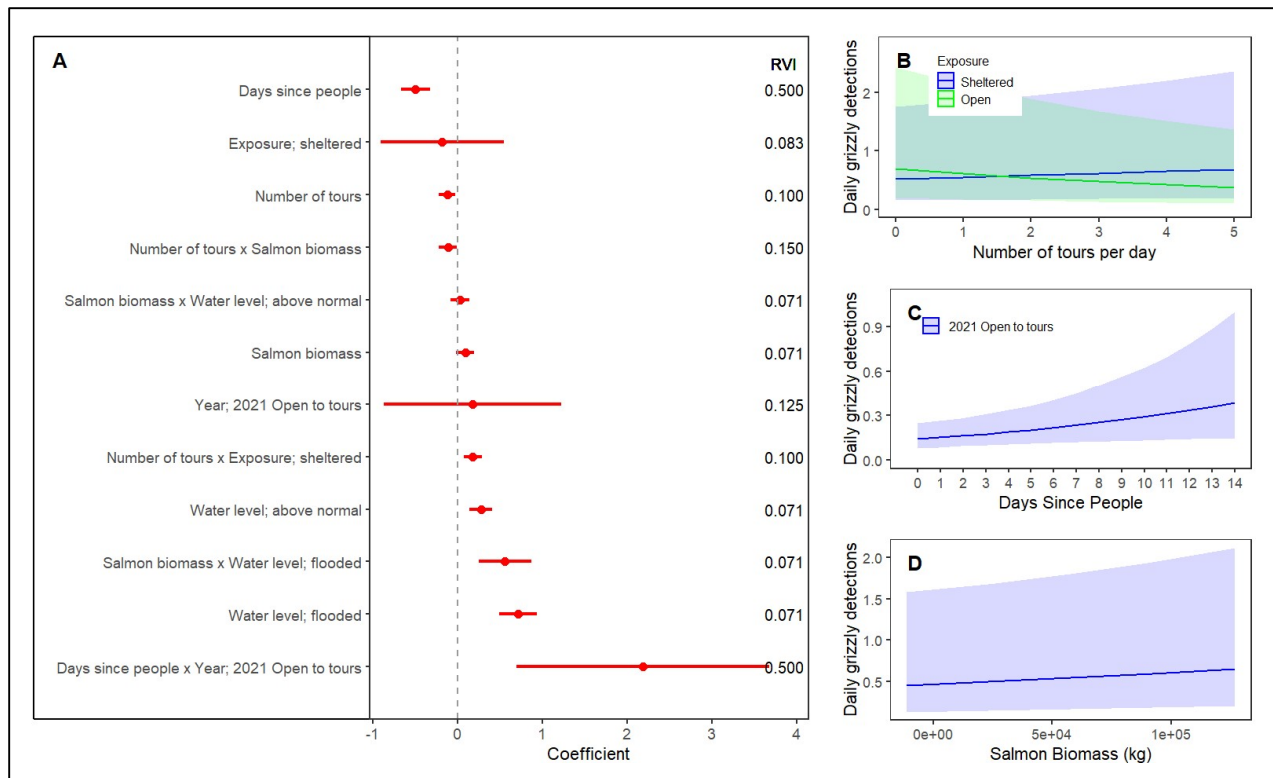 A
RVI
Days since people 0.500
Exposure; sheltered 0.083
Number of tours 0.100
Number of tours x Salmon biomass 0.150
Salmon biomass x Water level; above normal 0.071
Salmon biomass 0.071
Year; 2021 Open to tours 0.125
Number of tours x Exposure; sheltered 0.100
Water level; above normal 0.071
Salmon biomass x Water level; flooded 0.071
Water level; flooded 0.071
Days since people x Year; 2021 Open to tours 0.500
-1 0 1 2 3 4
Coefficient
B
Exposure
Sheltered
Open
Daily grizzly detections
2
1
0
0 1 2 3 4 5
Number of tours per day
C
2021 Open to tours
Daily grizzly detections
0.9
0.6
0.3
0.0
0 1 2 3 4 5 6 7 8 9 10 11 12 13 14
Days Since People
D
Daily grizzly detections
2.0
1.5
1.0
0.5
0e+00 5e+04 1e+05
Salmon Biomass (kg)